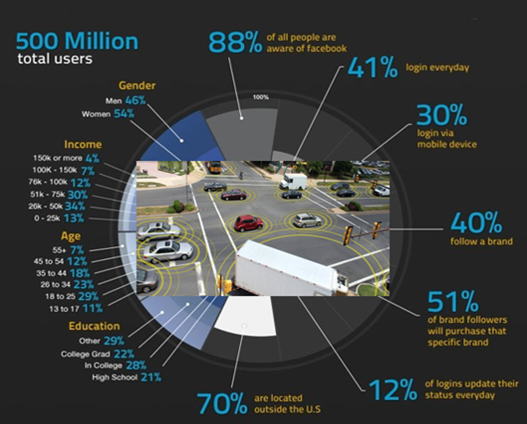 500 Million
total users
88% of all people are
aware of facebook
41% login everyday
30%
login via
mobile device
40%
follow a brand
51%
of brand followers
will purchase that
specific brand
12% of logins update their
status everyday
70% are located
outside the U.S
100%
Gender
Men 46%
Women 54%
Income
150k or more 4%
100K - 150k 7%
76k - 100k 12%
51k - 75k 30%
26k - 50k 34%
0 - 25k 13%
Age
55+ 7%
45 to 54 12%
35 to 44 18%
26 to 34 23%
18 to 25 29%
13 to 17 11%
Education
Other 29%
College Grad 22%
In College 28%
High School 21%